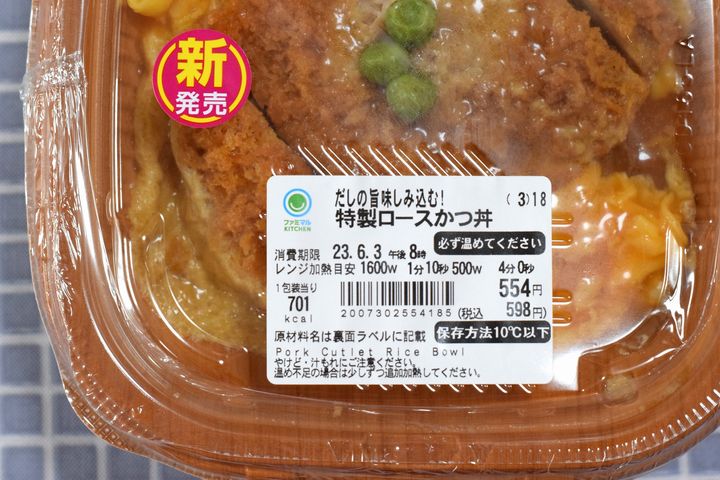 新
発売
だしの旨味しみ込む!
(3)18
特製ロースかつ丼
ファミマル
KITCHEN
消費期限 23.6.3 午後 8時
必ず温めてください
レンジ加熱目安 1600W 1分10秒 500W 4分0秒
1包装当り
701
kcal
554円
2007302554185 (税込 598円)
原材料名は裏面ラベルに記載
保存方法10℃以下
Pork Cutlet Rice Bowl
やけど・汁もれにご注意ください。
温め不足の場合は少しずつ追加加熱してください。